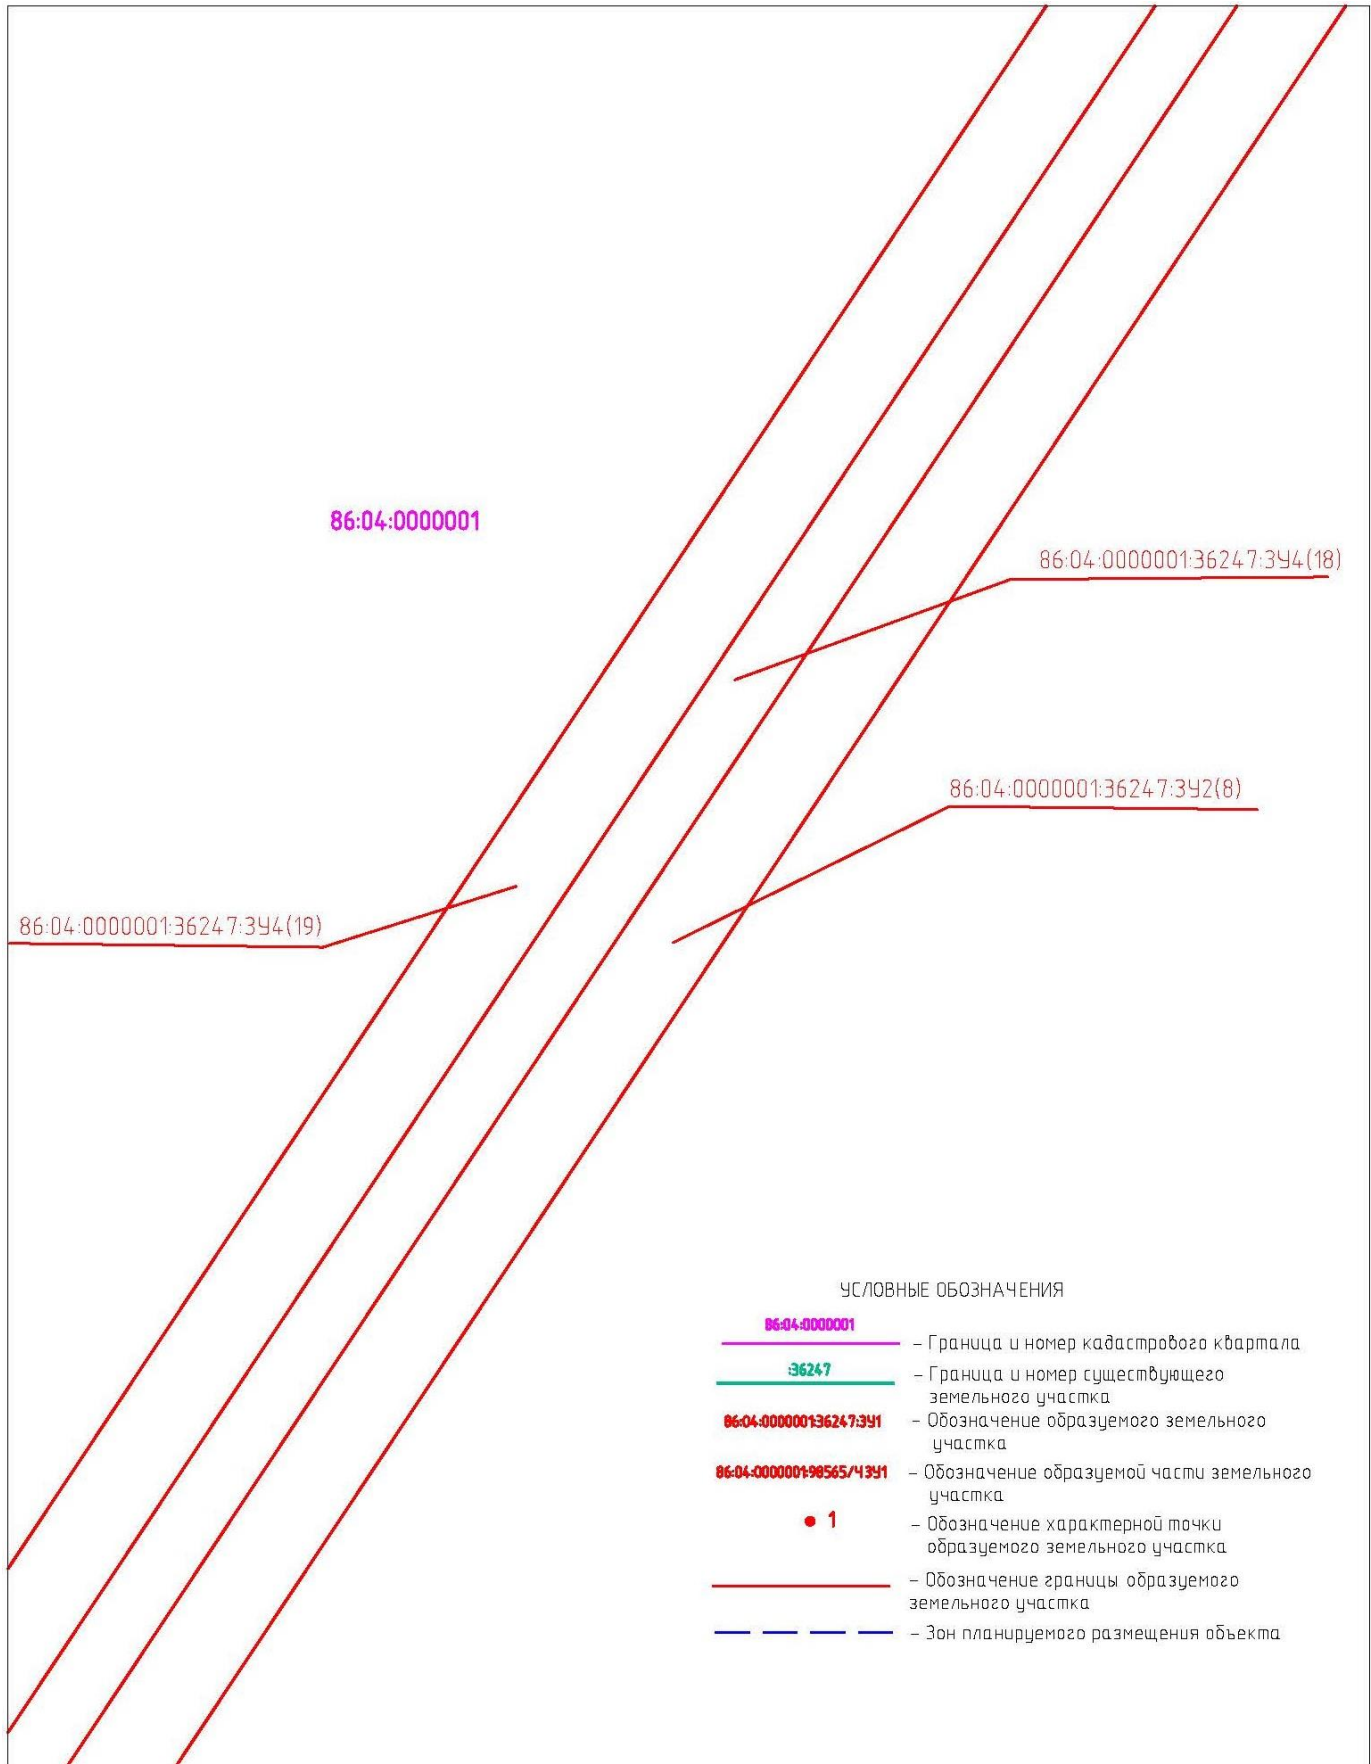 86:04:0000001
86:04:0000001:36247:ЗУ4(18)
86:04:0000001:36247:ЗУ2(8)
86:04:0000001:36247:ЗУ4(19)
УСЛОВНЫЕ ОБОЗНАЧЕНИЯ
86:04:0000001
– Граница и номер кадастрового квартала
:36247
– Граница и номер существующего
земельного участка
86:04:0000001:36247:ЗУ1
– Обозначение образуемого земельного
участка
86:04:0000001:98565/ЧЗУ1
– Обозначение образуемой части земельного
участка
1
– Обозначение характерной точки
образуемого земельного участка
– Обозначение границы образуемого
земельного участка
– Зон планируемого размещения объекта